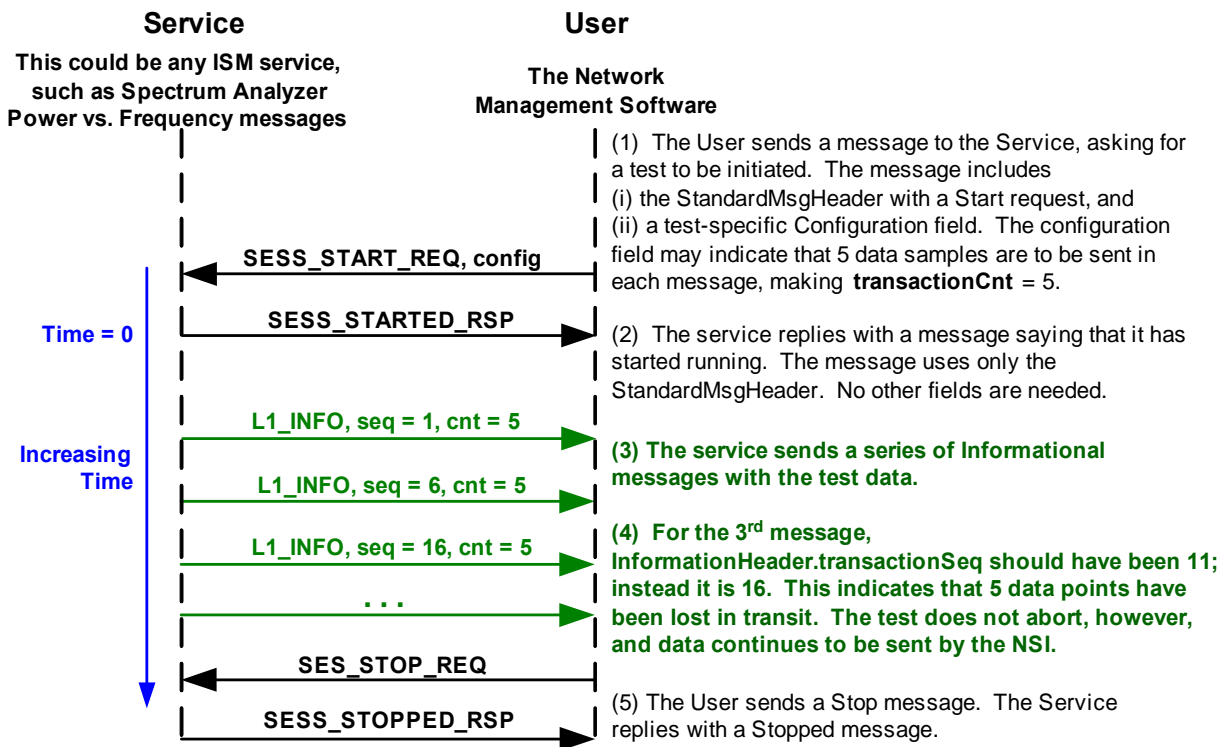 Service
User
This could be any ISM service,
such as Spectrum Analyzer
Power vs. Frequency messages
The Network
Management Software
(1) The User sends a message to the Service, asking for
a test to be initiated. The message includes
(i) the StandardMsgHeader with a Start request, and
(ii) a test-specific Configuration field. The configuration
field may indicate that 5 data samples are to be sent in
each message, making transactionCnt = 5.
SESS_START_REQ, config
Time = 0
SESS_STARTED_RSP
(2) The service replies with a message saying that it has
started running. The message uses only the
StandardMsgHeader. No other fields are needed.
L1_INFO, seq = 1, cnt = 5
Increasing
Time
(3) The service sends a series of Informational
messages with the test data.
L1_INFO, seq = 6, cnt = 5
L1_INFO, seq = 16, cnt = 5
. . .
(4) For the 3rd message,
InformationHeader.transactionSeq should have been 11;
instead it is 16. This indicates that 5 data points have
been lost in transit. The test does not abort, however,
and data continues to be sent by the NSI.
SES_STOP_REQ
SESS_STOPPED_RSP
(5) The User sends a Stop message. The Service
replies with a Stopped message.